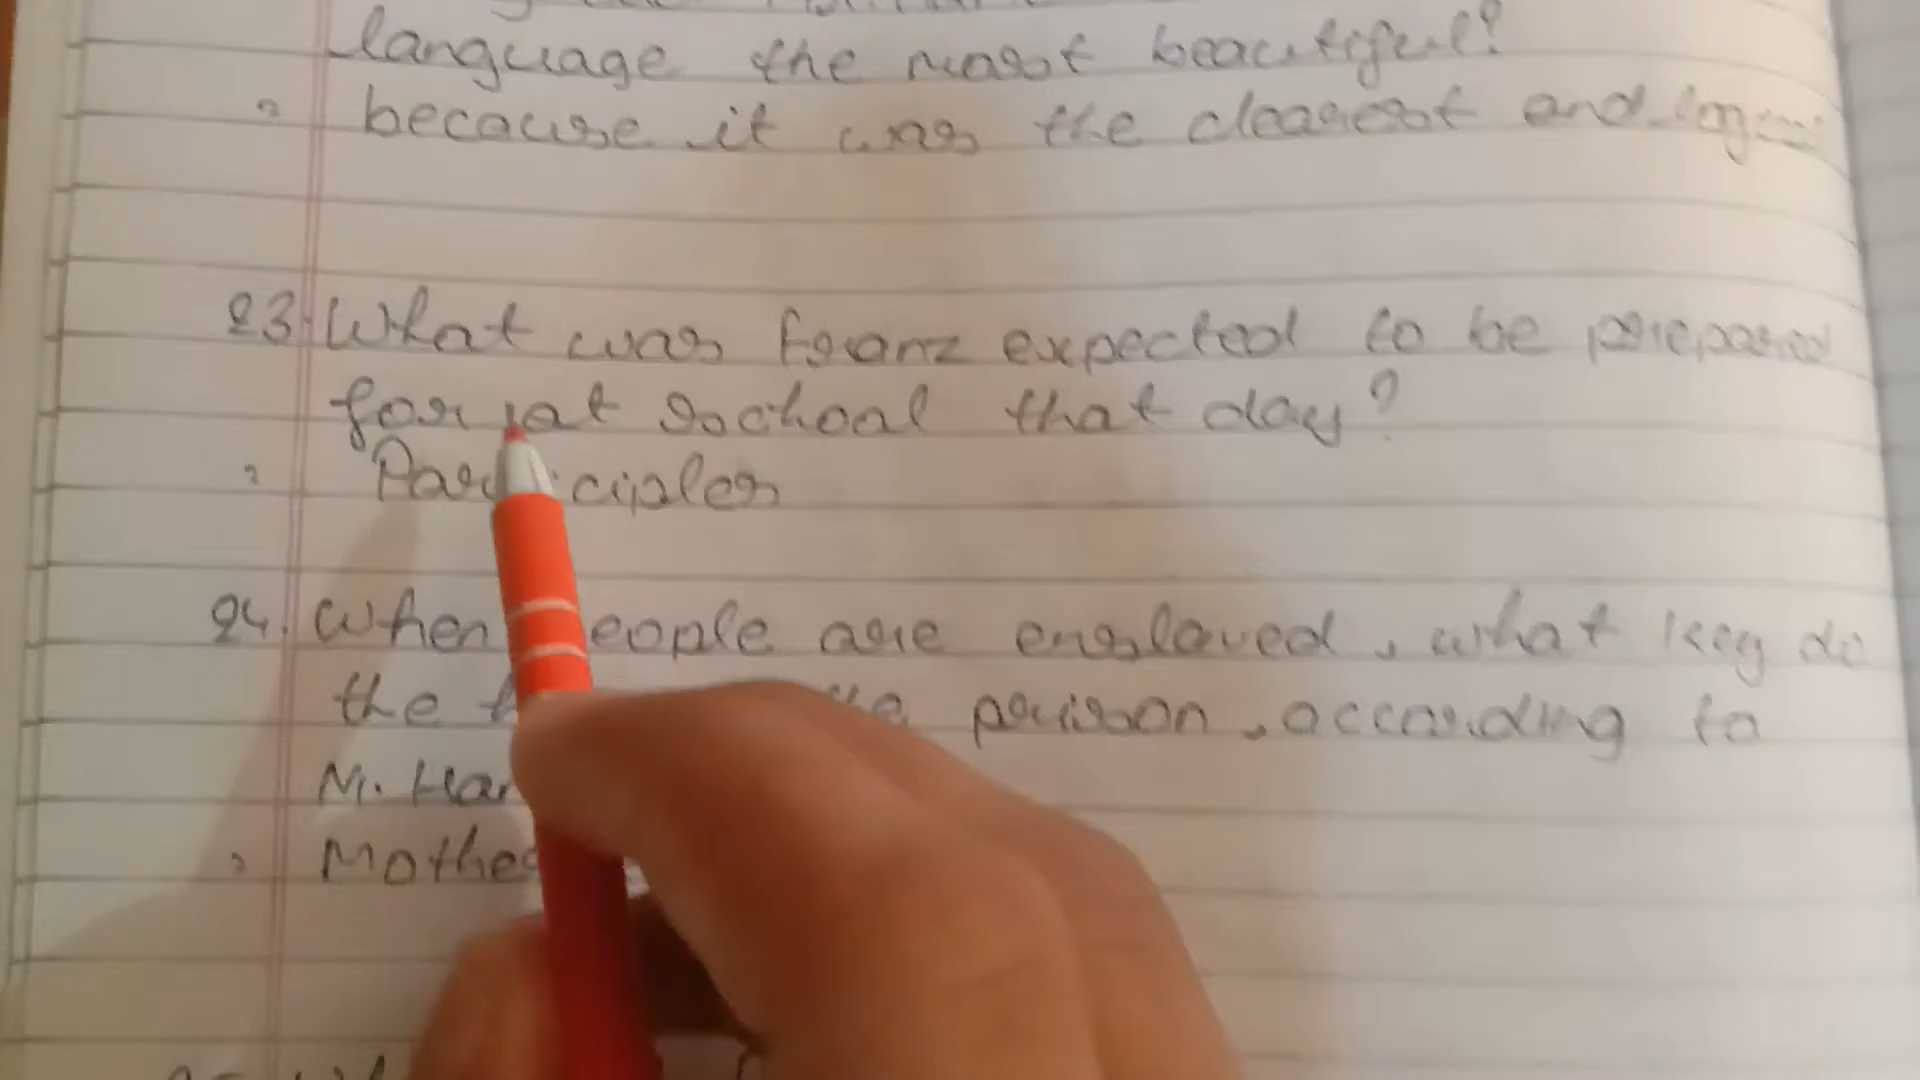 language the most beautiful?
because it was the clearest and
23. What was franz expected to be prepared
for at school that day?
Participles
24. When people are enslaved, what key do
the prison, according to
M. Ha
Mothe